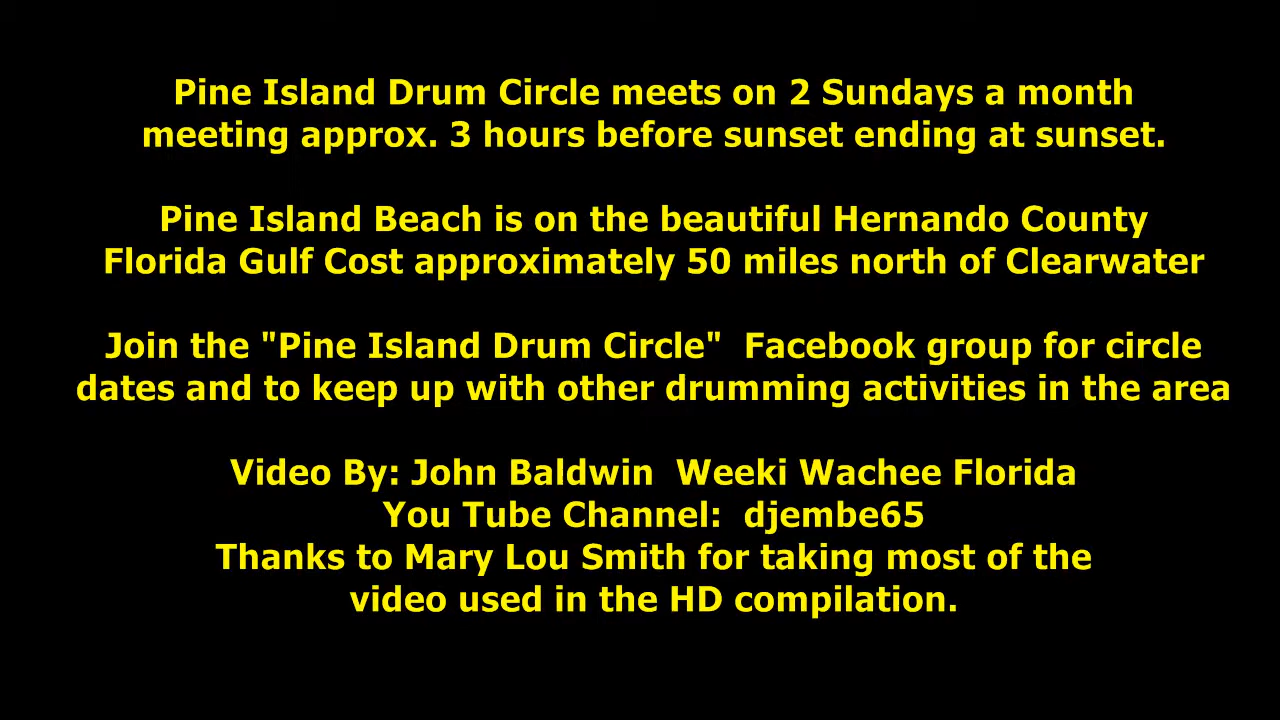 Pine Island Drum Circle meets on 2 Sundays a month
meeting approx. 3 hours before sunset ending at sunset.
Pine Island Beach is on the beautiful Hernando County
Florida Gulf Cost approximately 50 miles north of Clearwater
Join the "Pine Island Drum Circle"  Facebook group for circle
dates and to keep up with other drumming activities in the area
Video By: John Baldwin  Weeki Wachee Florida
You Tube Channel:  djembe65
Thanks to Mary Lou Smith for taking most of the
video used in the HD compilation.